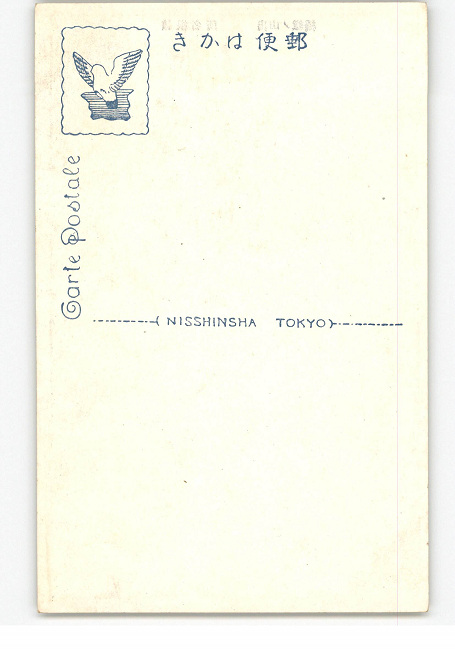 きかは便郵
Carte Postale
( NISSHINSHA TOKYO )